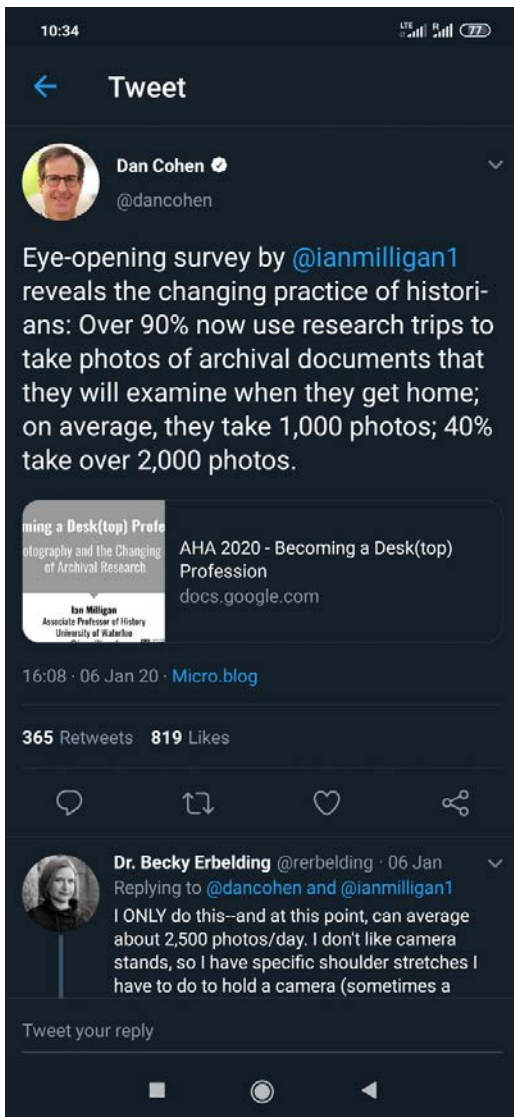 10:34
LTE R 77
Tweet
Dan Cohen
@dancohen
Eye-opening survey by @ianmilligan1
reveals the changing practice of histori-
ans: Over 90% now use research trips to
take photos of archival documents that
they will examine when they get home;
on average, they take 1,000 photos; 40%
take over 2,000 photos.
ming a Desk(top) Profe
otography and the Changing
of Archival Research
Ian Milligan
Associate Professor of History
University of Waterloo
AHA 2020 - Becoming a Desk(top)
Profession
docs.google.com
16:08 · 06 Jan 20 · Micro.blog
365 Retweets 819 Likes
Dr. Becky Erbelding @rerbelding · 06 Jan
Replying to @dancohen and @ianmilligan1
I ONLY do this--and at this point, can average
about 2,500 photos/day. I don't like camera
stands, so I have specific shoulder stretches I
have to do to hold a camera (sometimes a
Tweet your reply